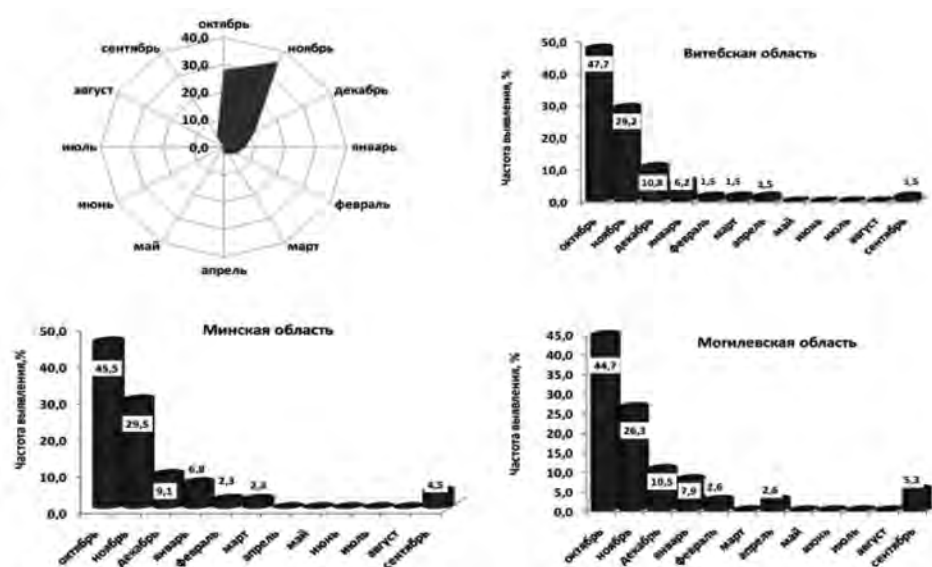 октябрь
40,0
30,0
20,0
10,0
0,0
ноябрь
декабрь
январь
февраль
март
апрель
май
июнь
июль
август
сентябрь
Витебская область
Частота выявления, %
50,0
40,0
30,0
20,0
10,0
0,0
47,7
29,2
10,8
6,2
1,5
1,5
1,5
1,5
октябрь
ноябрь
декабрь
январь
февраль
март
апрель
май
июнь
июль
август
сентябрь
Минская область
Частота выявления,%
50,0
40,0
30,0
20,0
10,0
0,0
45,5
29,5
9,1
6,8
2,3
2,3
4,5
октябрь
ноябрь
декабрь
январь
февраль
март
апрель
май
июнь
июль
август
сентябрь
Могилевская область
Частота выявления, %
45,0
40,0
35,0
30,0
25,0
20,0
15,0
10,0
5,0
0,0
44,7
26,3
10,5
7,9
2,6
2,6
5,3
октябрь
ноябрь
декабрь
январь
февраль
март
апрель
май
июнь
июль
август
сентябрь